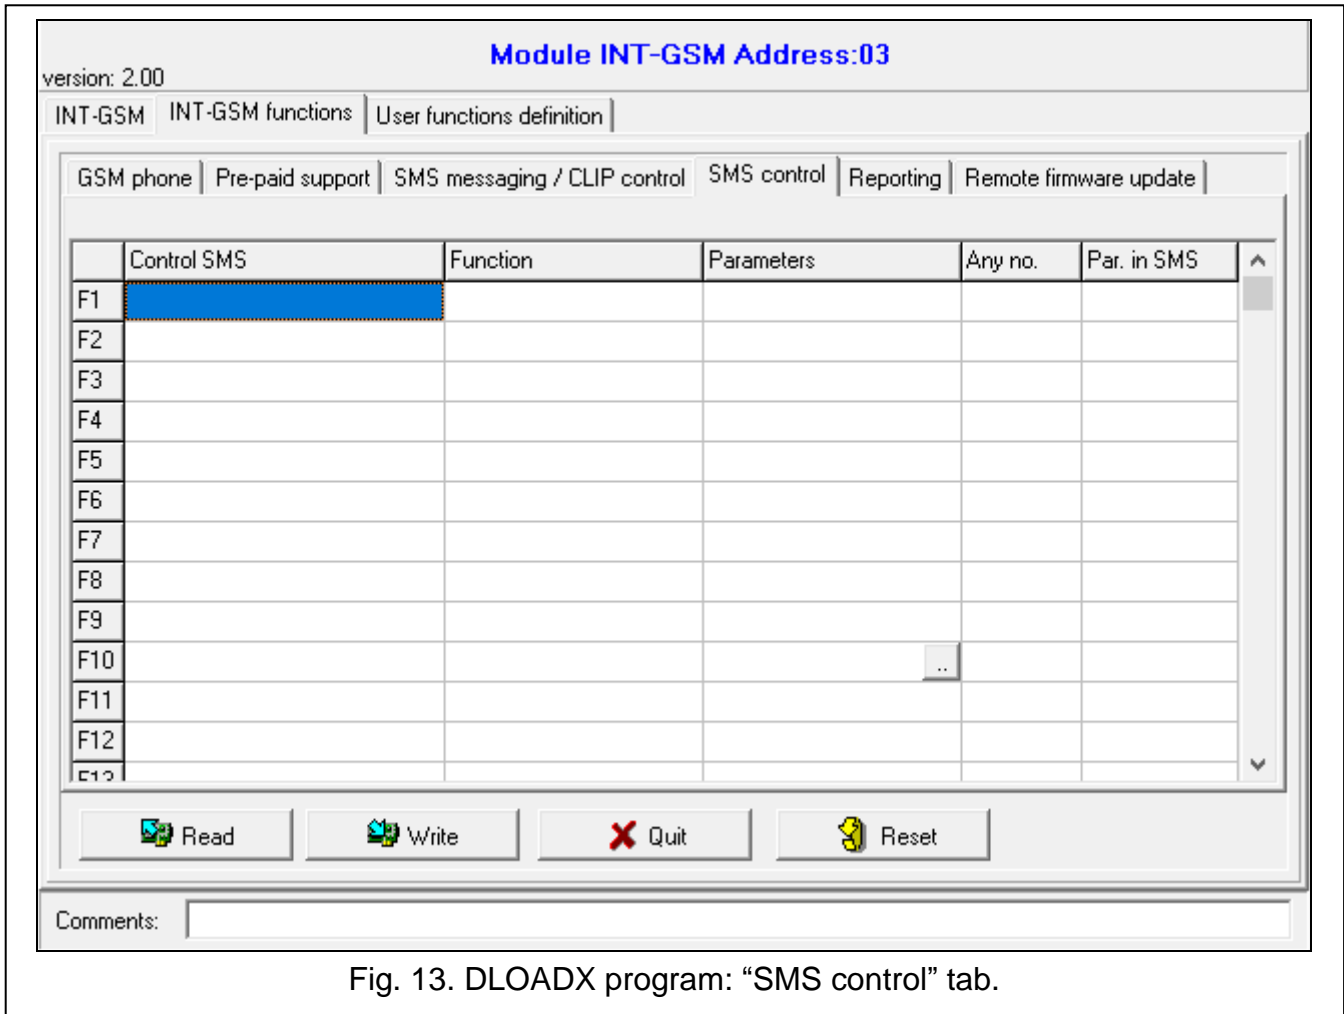 Module INT-GSM Address:03
version: 2.00
INT-GSM INT-GSM functions User functions definition
GSM phone Pre-paid support SMS messaging / CLIP control SMS control Reporting Remote firmware update
Control SMS Function Parameters Any no. Par. in SMS
F1
F2
F3
F4
F5
F6
F7
F8
F9
F10 ..
F11
F12
F13
Read Write Quit Reset
Comments:
Fig. 13. DLOADX program: “SMS control” tab.